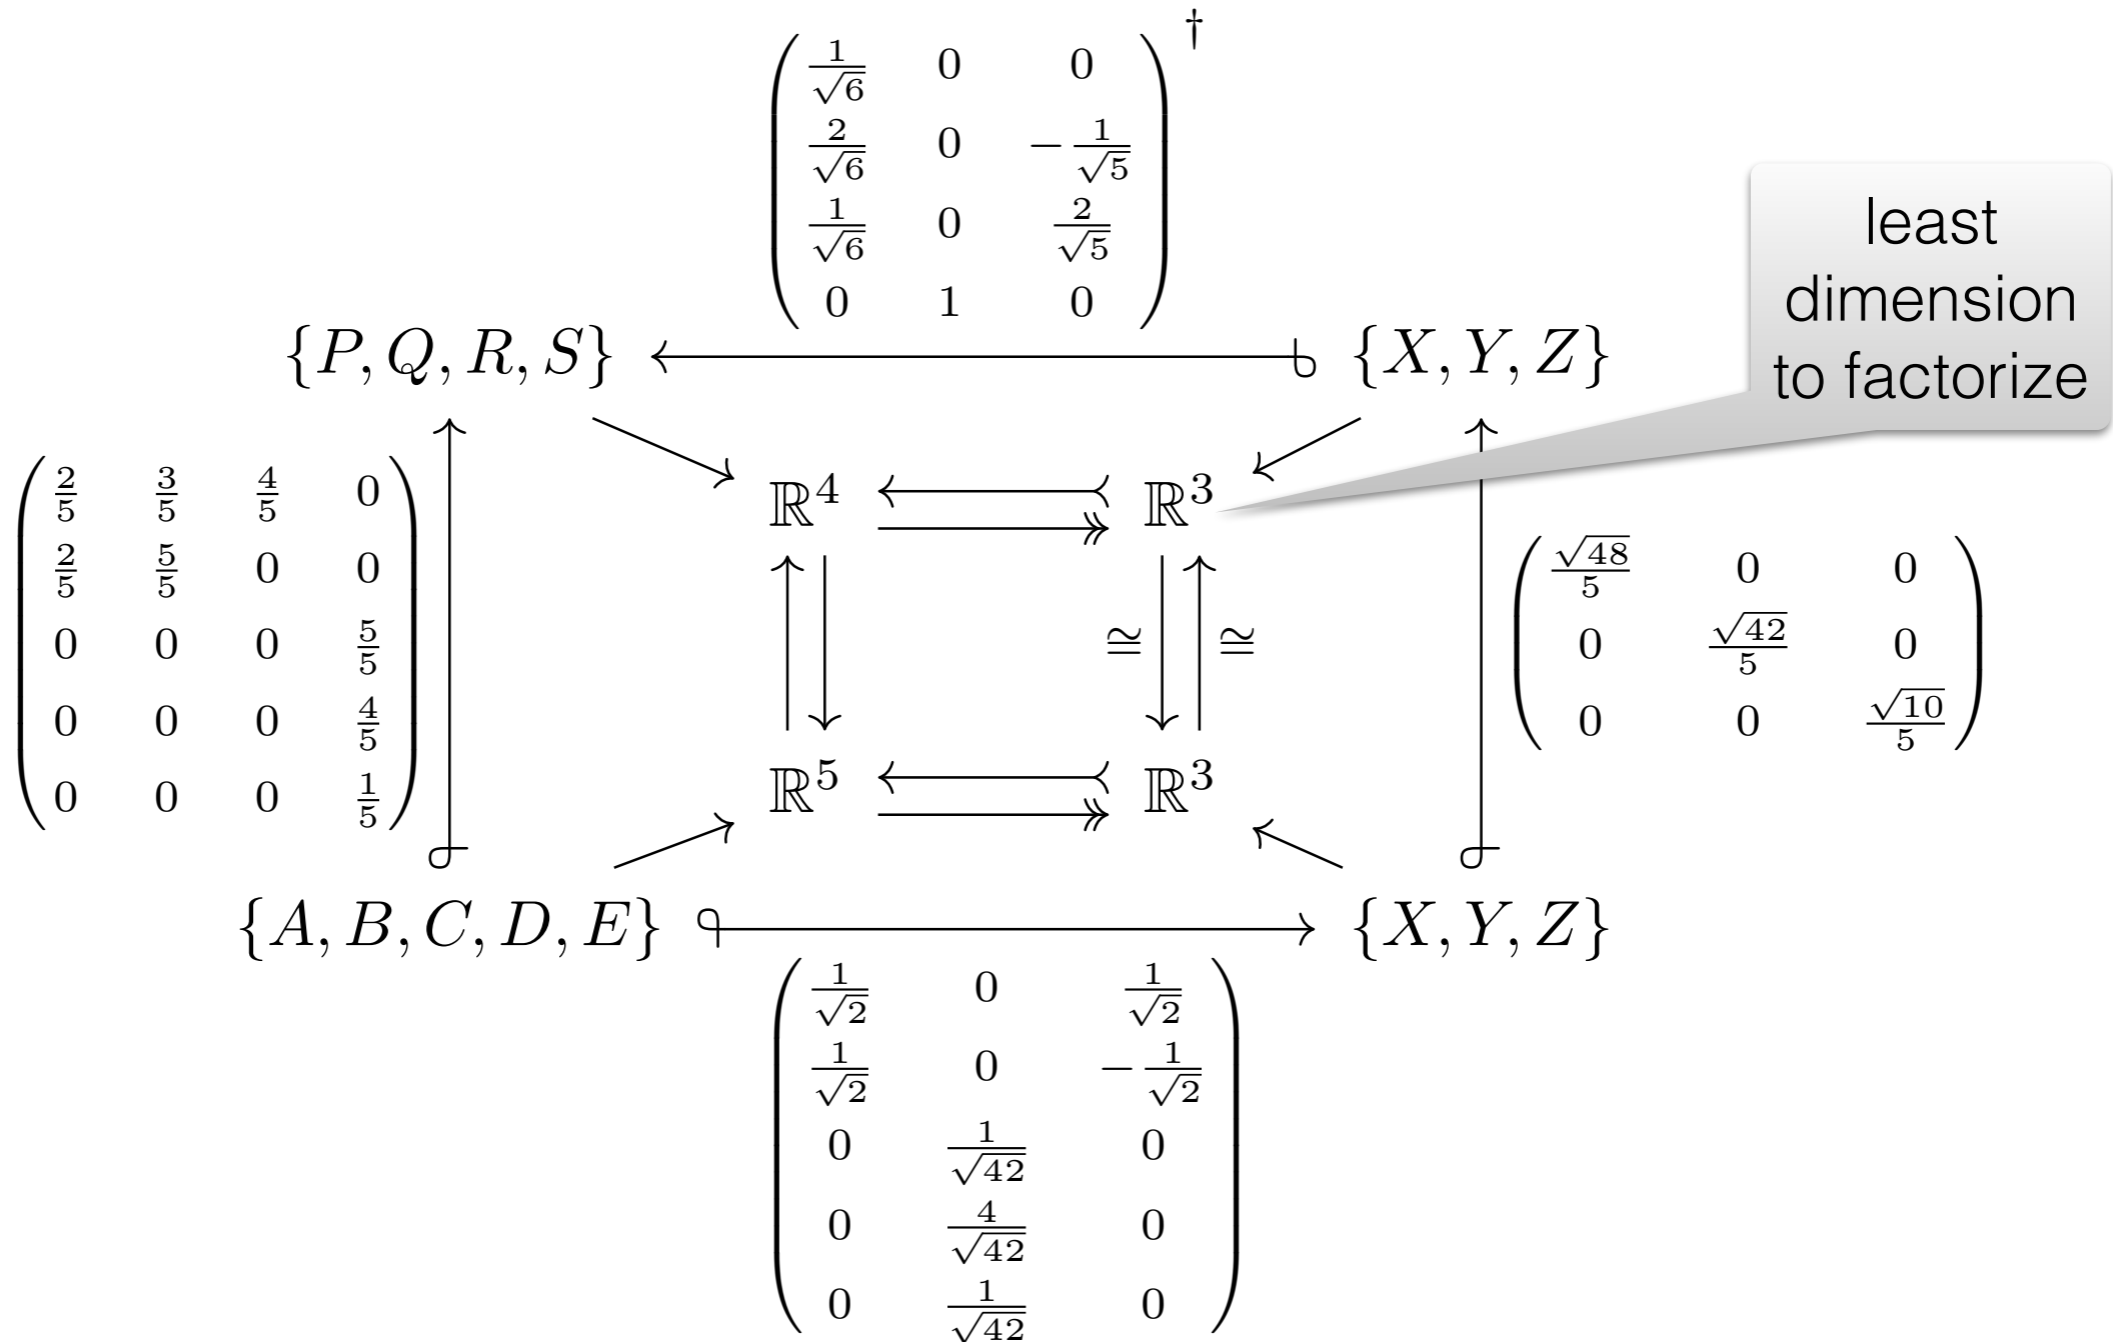 †
1/√6 0 0
2/√6 0 −1/√5
1/√6 0 2/√5
0 1 0
least
dimension
to factorize
{P, Q, R, S}
{X, Y, Z}
2/5 3/5 4/5 0
2/5 5/5 0 0
0 0 0 5/5
0 0 0 4/5
0 0 0 1/5
ℝ⁴
ℝ³
≅ ≅
√48/5 0 0
0 √42/5 0
0 0 √10/5
ℝ⁵
ℝ³
{A, B, C, D, E}
{X, Y, Z}
1/√2 0 1/√2
1/√2 0 −1/√2
0 1/√42 0
0 4/√42 0
0 1/√42 0